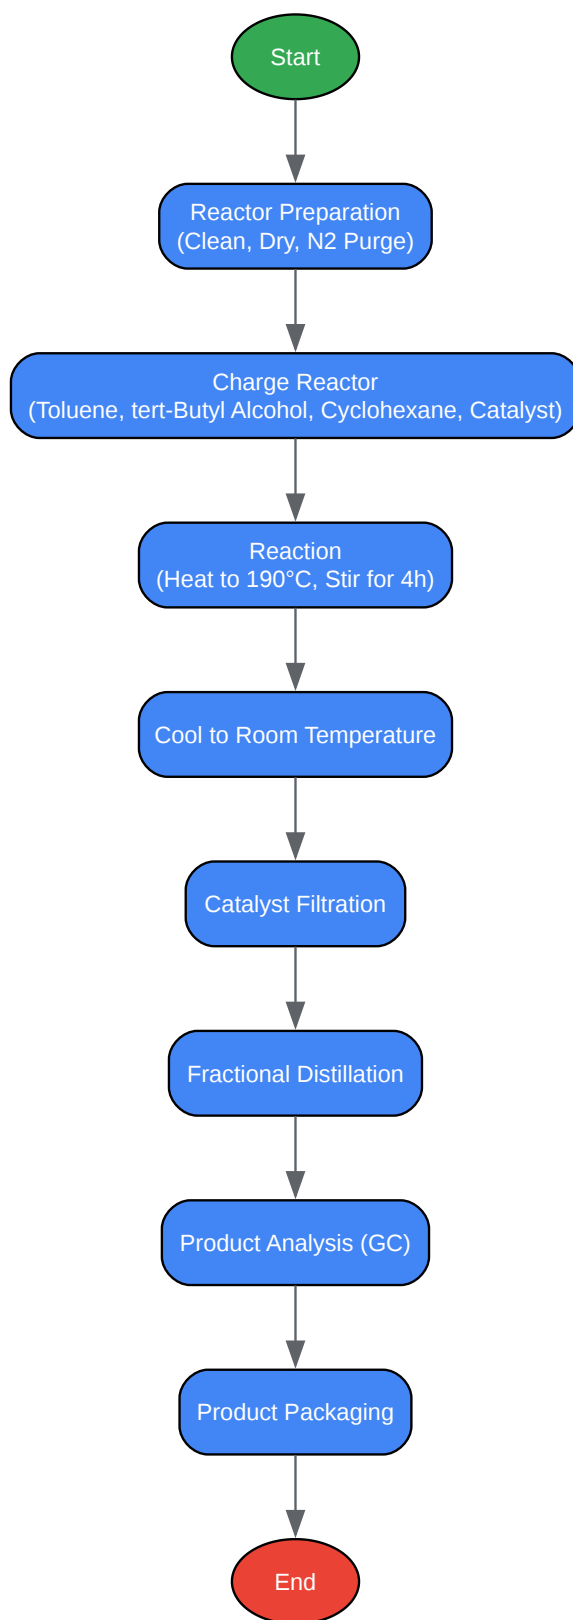 Start
Reactor Preparation
(Clean, Dry, N2 Purge)
Charge Reactor
(Toluene, tert-Butyl Alcohol, Cyclohexane, Catalyst)
Reaction
(Heat to 190°C, Stir for 4h)
Cool to Room Temperature
Catalyst Filtration
Fractional Distillation
Product Analysis (GC)
Product Packaging
End